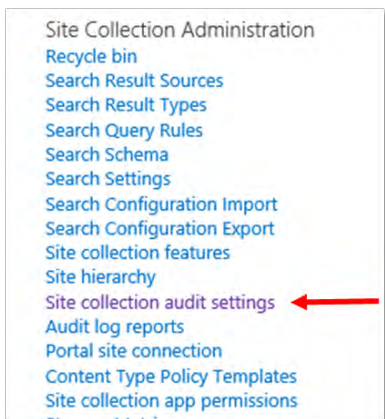 Site Collection Administration
Recycle bin
Search Result Sources
Search Result Types
Search Query Rules
Search Schema
Search Settings
Search Configuration Import
Search Configuration Export
Site collection features
Site hierarchy
Site collection audit settings
Audit log reports
Portal site connection
Content Type Policy Templates
Site collection app permissions